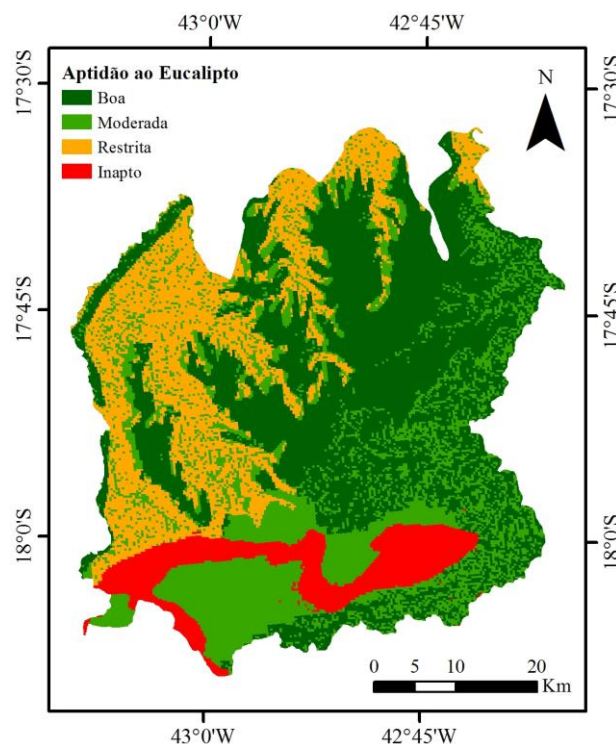 43°0'W 42°45'W
Aptidão ao Eucalipto
Boa
Moderada
Restrita
Inapto
N
17°30'S 17°30'S
17°45'S 17°45'S
18°0'S 18°0'S
0 5 10 20
Km
43°0'W 42°45'W